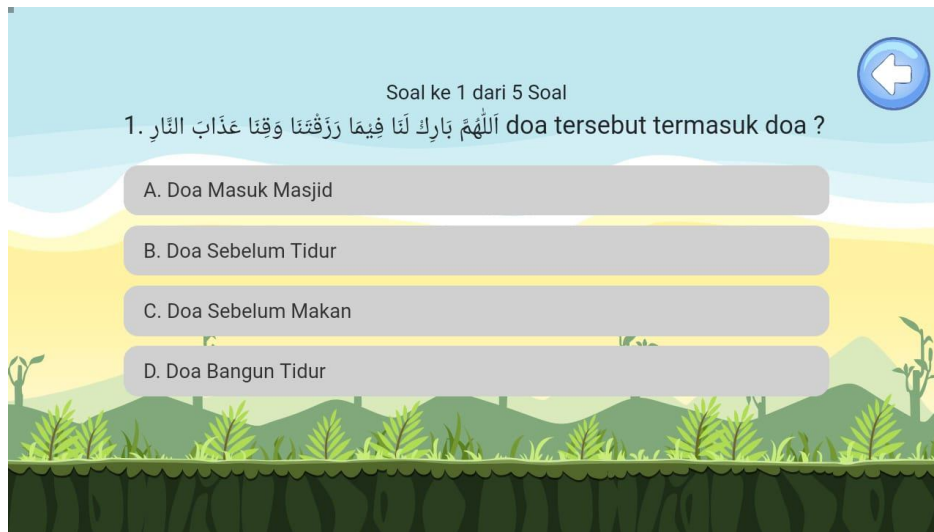 Soal ke 1 dari 5 Soal
1. اَللّٰهُمَّ بَارِكْ لَنَا فِيْمَا رَزَقْتَنَا وَقِنَا عَذَابَ النَّارِ doa tersebut termasuk doa ?
A. Doa Masuk Masjid
B. Doa Sebelum Tidur
C. Doa Sebelum Makan
D. Doa Bangun Tidur